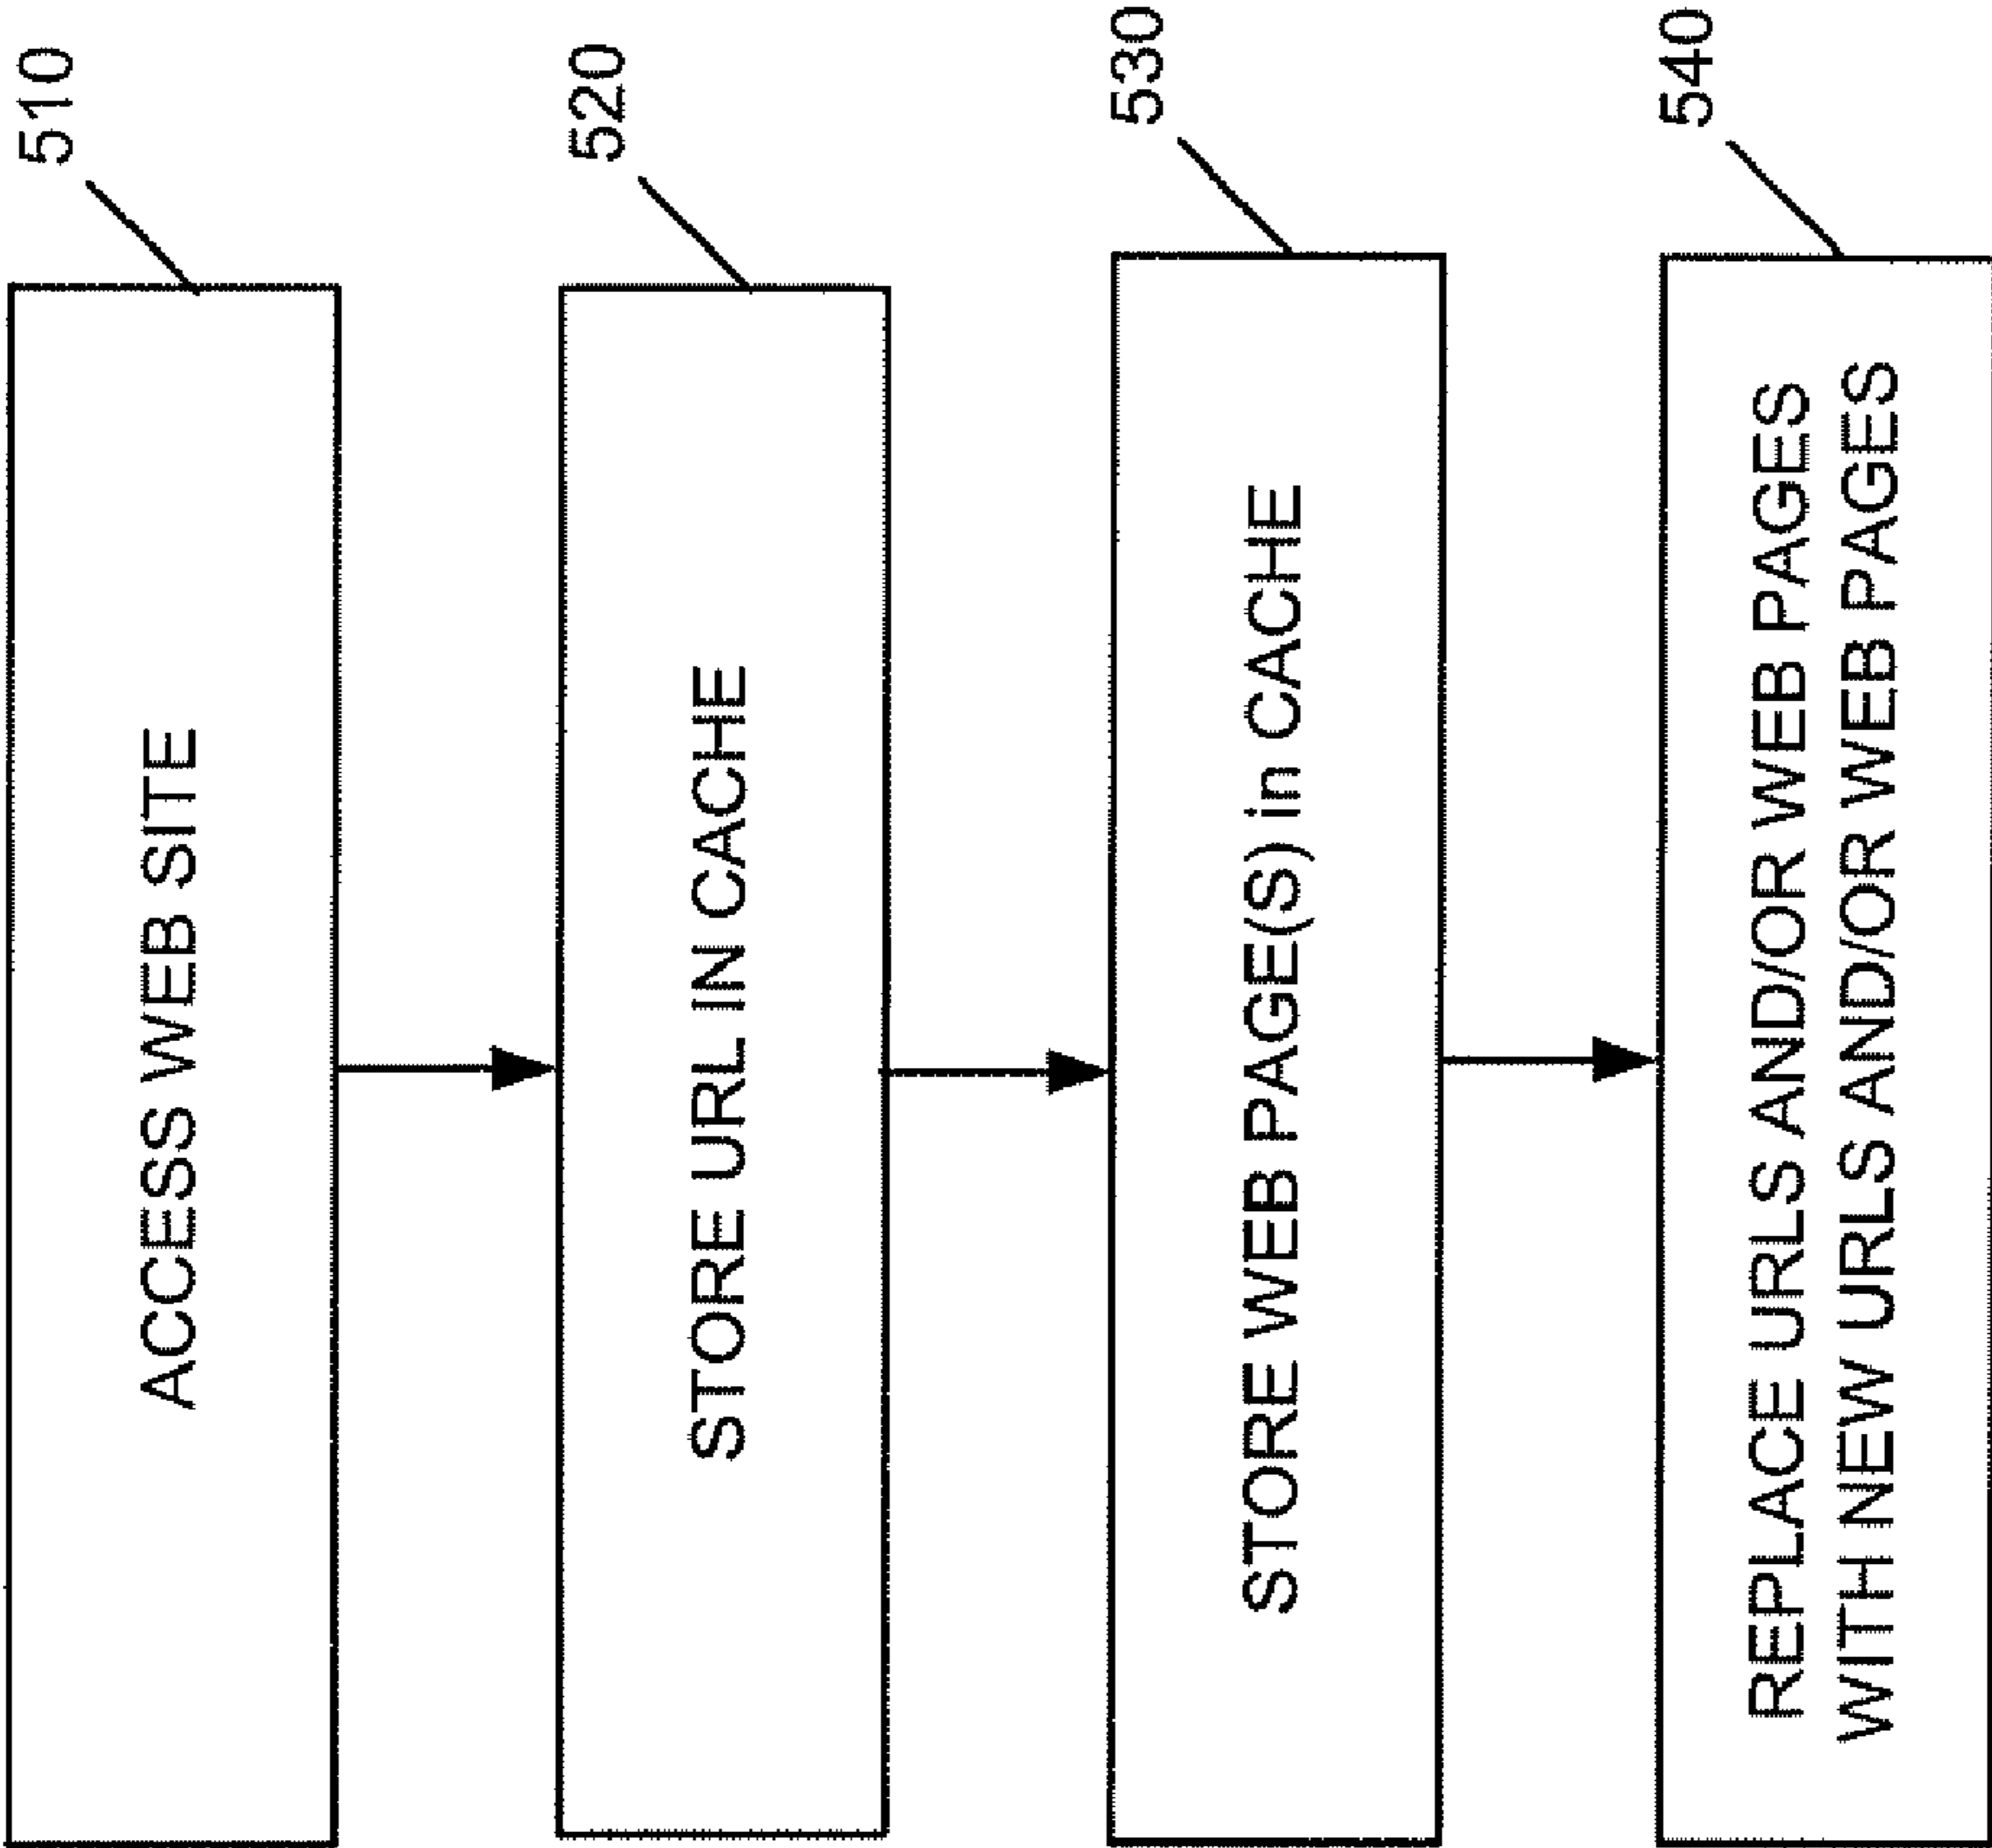 510
ACCESS WEB SITE
520
STORE URL IN CACHE
530
STORE WEB PAGE(S) in CACHE
540
REPLACE URLS AND/OR WEB PAGES
WITH NEW URLS AND/OR WEB PAGES